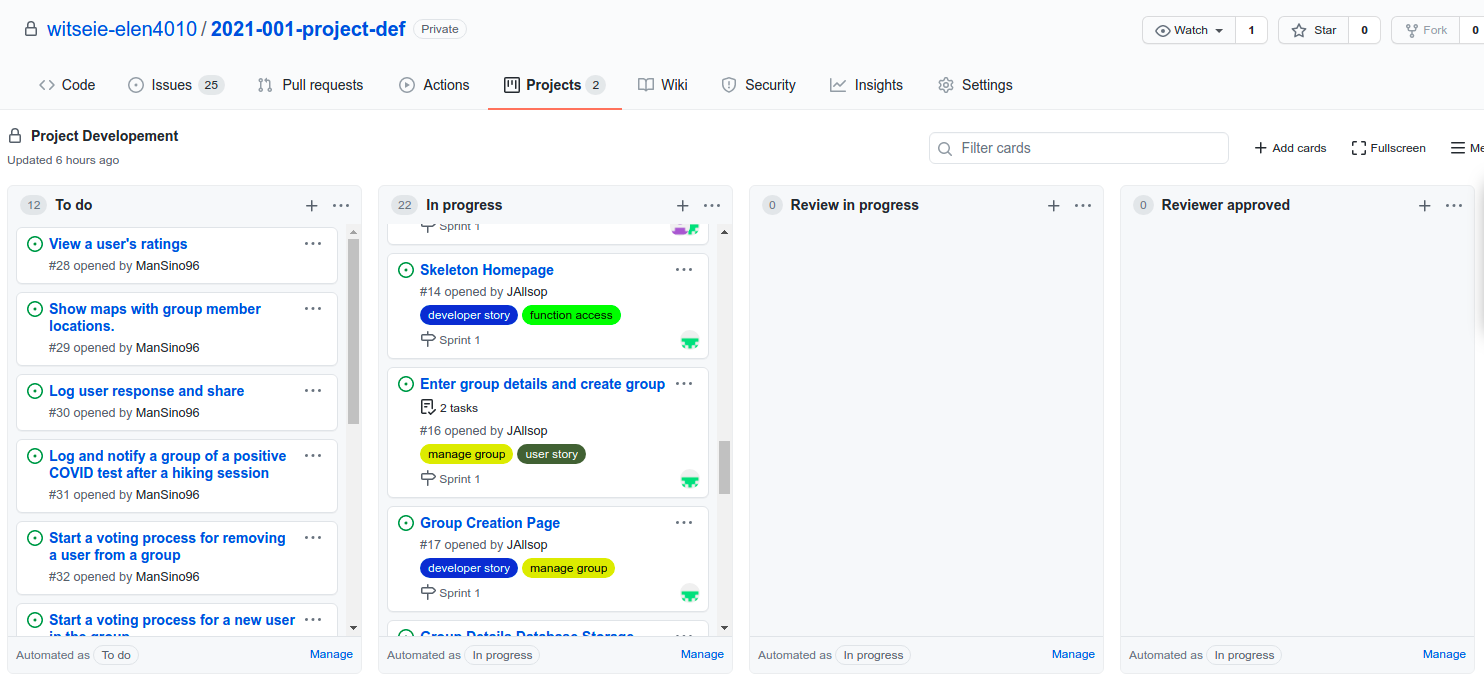 witseie-elen4010 / 2021-001-project-def Private
Watch 1 Star 0 Fork 0
Code Issues 25 Pull requests Actions Projects 2 Wiki Security Insights Settings
Project Developement
Updated 6 hours ago
Filter cards
Add cards Fullscreen Me
12 To do
View a user's ratings
#28 opened by ManSino96
Show maps with group member
locations.
#29 opened by ManSino96
Log user response and share
#30 opened by ManSino96
Log and notify a group of a positive
COVID test after a hiking session
#31 opened by ManSino96
Start a voting process for removing
a user from a group
#32 opened by ManSino96
Start a voting process for a new user
in the group
Automated as To do Manage
22 In progress
Sprint 1
Skeleton Homepage
#14 opened by JAllsop
developer story function access
Sprint 1
Enter group details and create group
2 tasks
#16 opened by JAllsop
manage group user story
Sprint 1
Group Creation Page
#17 opened by JAllsop
developer story manage group
Sprint 1
Group Details Database Storage
Automated as In progress Manage
0 Review in progress
Automated as In progress Manage
0 Reviewer approved
Automated as In progress Manage